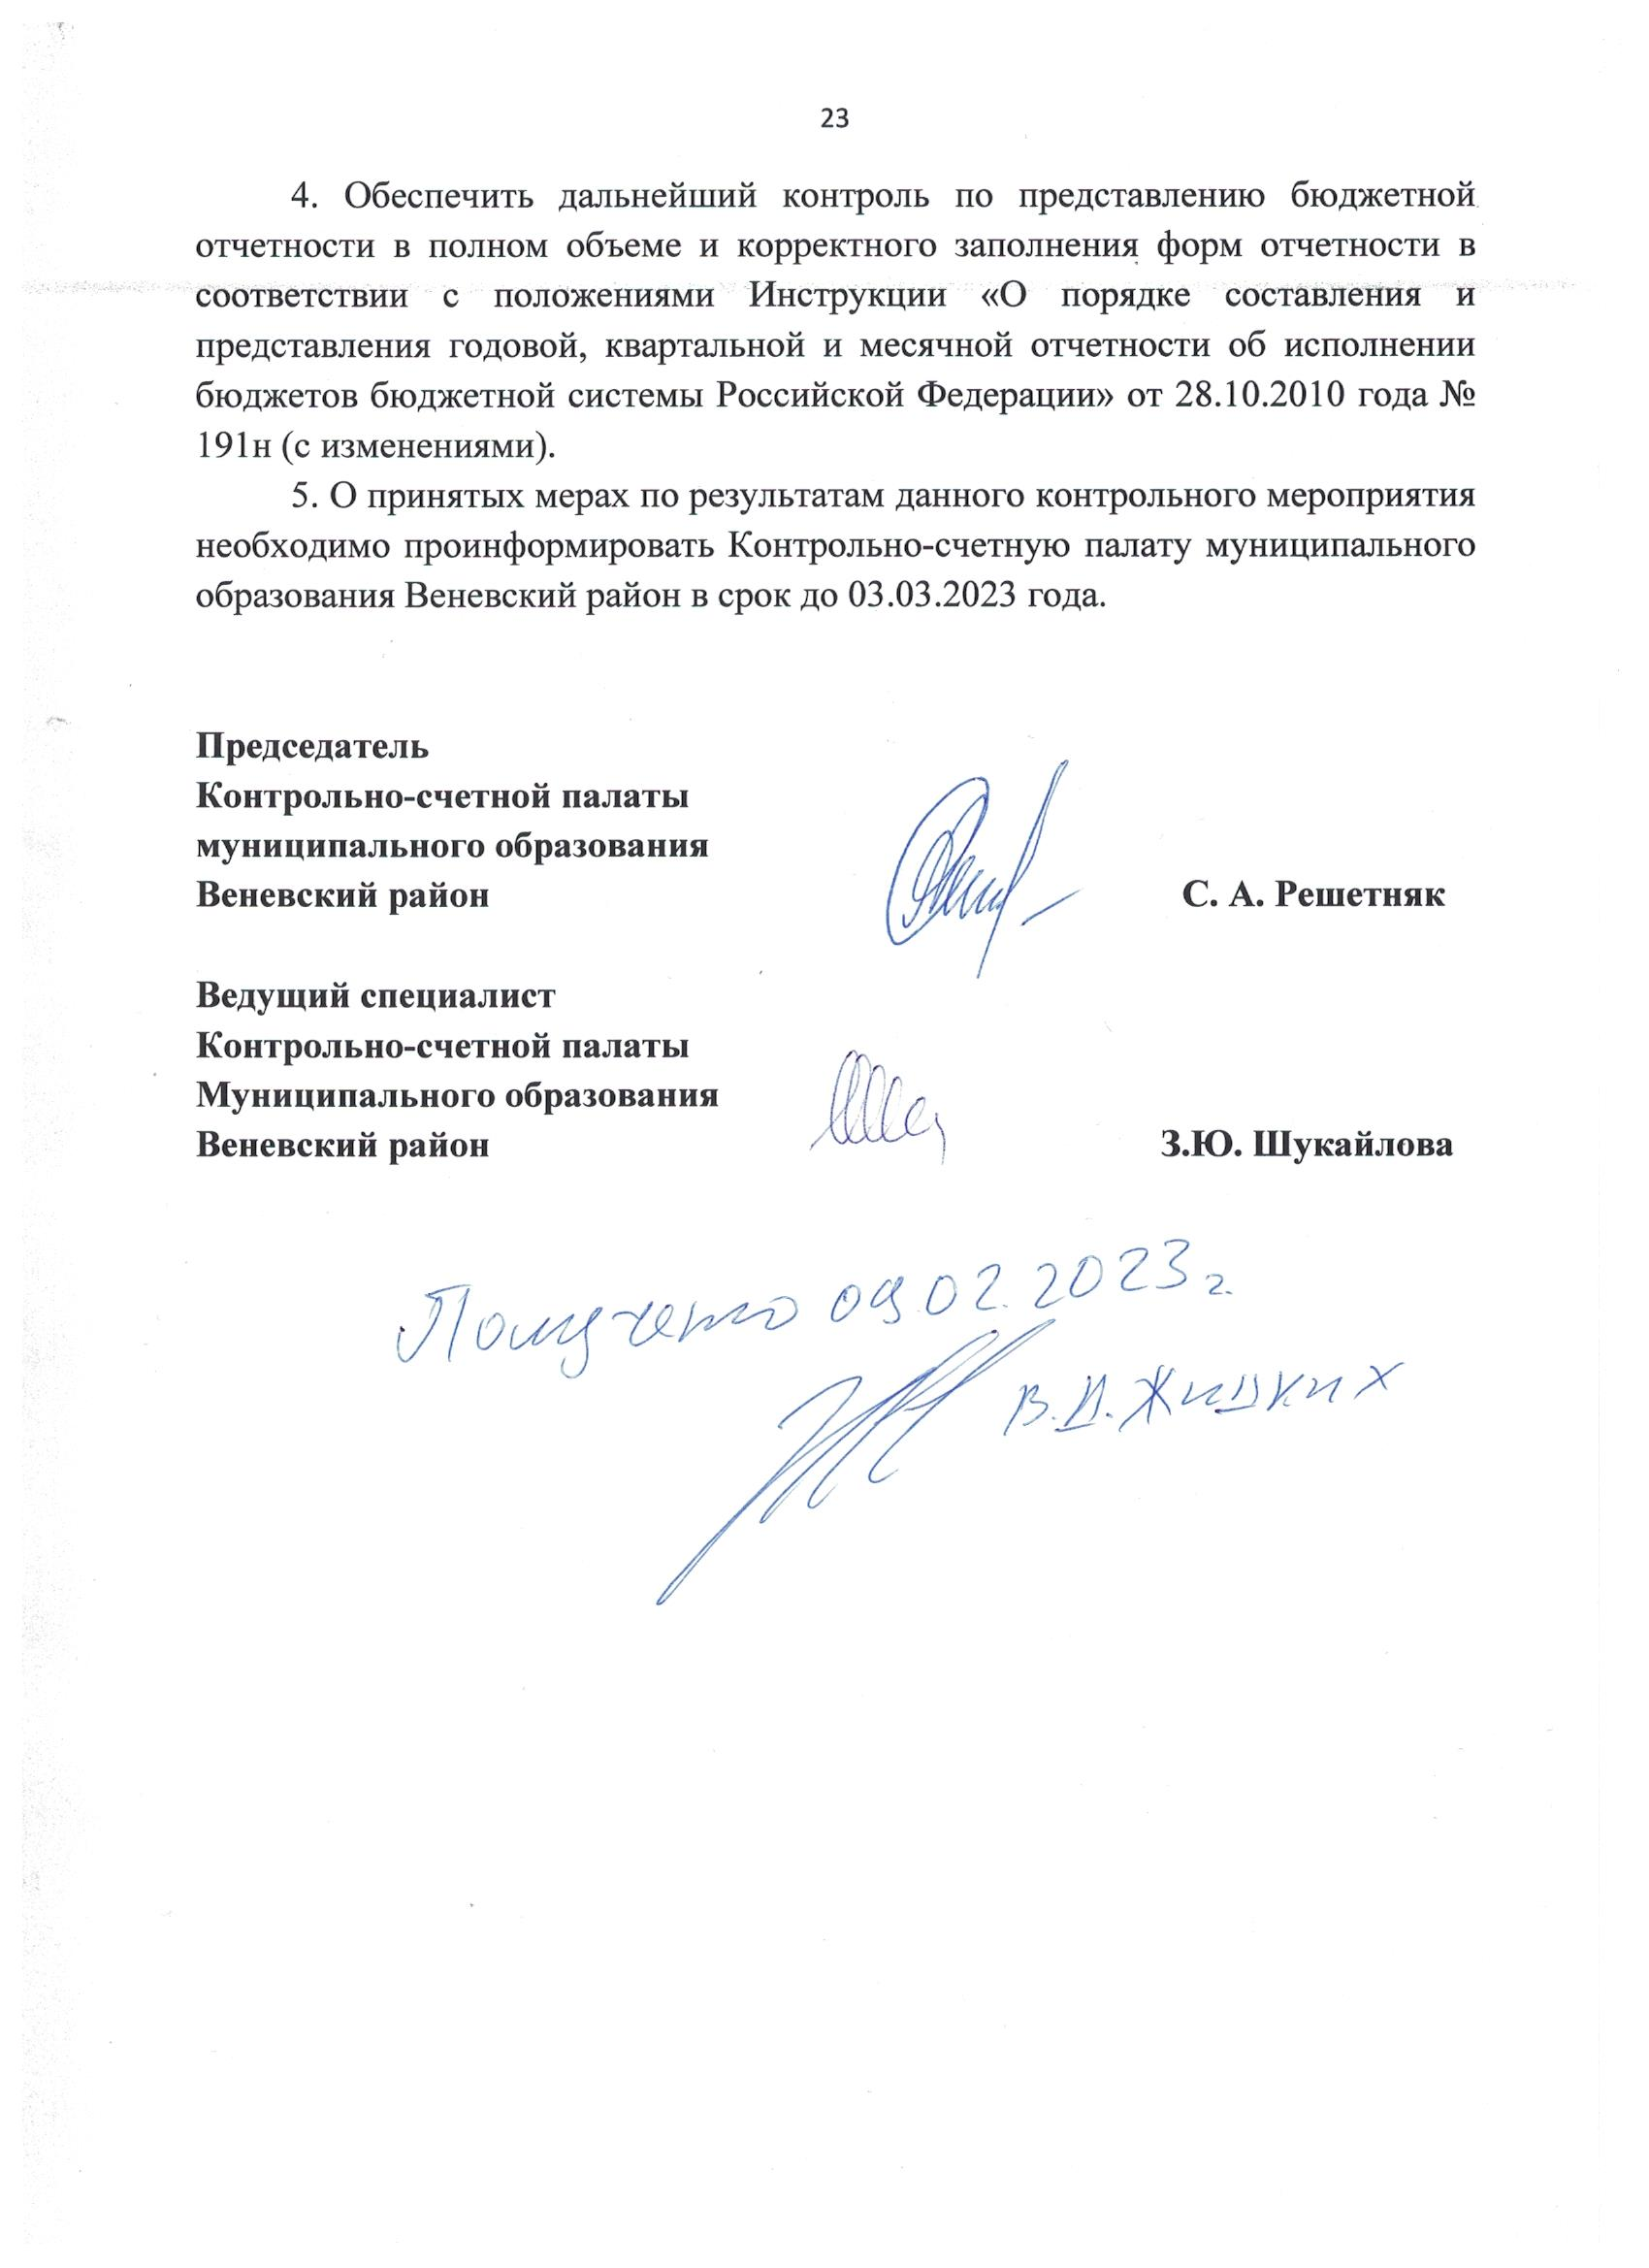 23
4. Обеспечить дальнейший контроль по представлению бюджетной
отчетности в полном объеме и корректного заполнения форм отчетности в
соответствии с положениями Инструкции «О порядке составления и
представления годовой, квартальной и месячной отчетности об исполнении
бюджетов бюджетной системы Российской Федерации» от 28.10.2010 года №
191н (с изменениями).
5. О принятых мерах по результатам данного контрольного мероприятия
необходимо проинформировать Контрольно-счетную палату муниципального
образования Веневский район в срок до 03.03.2023 года.
Председатель
Контрольно-счетной палаты
муниципального образования
Веневский район С. А. Решетняк
Ведущий специалист
Контрольно-счетной палаты
Муниципального образования
Веневский район З.Ю. Шукайлова
Получено 09.02.2023 г.
В.Д. Жидких